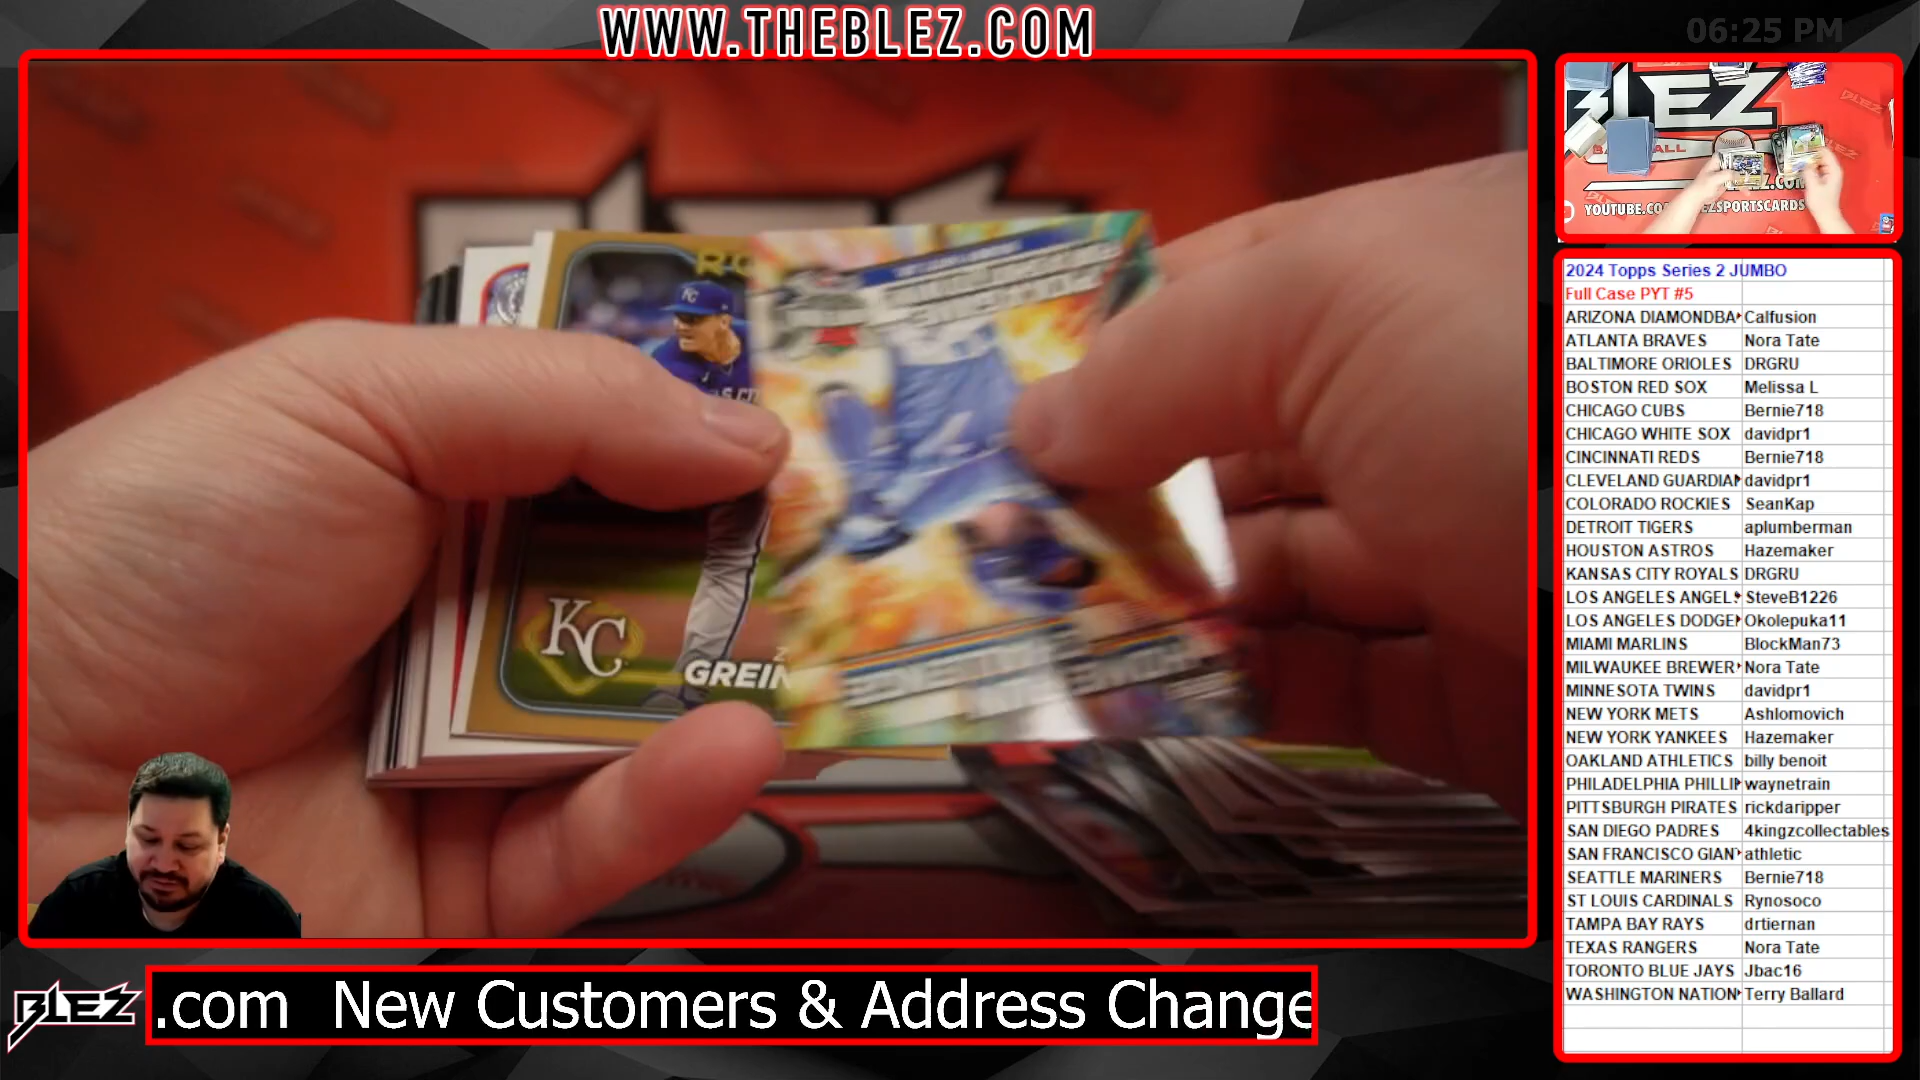 WWW.THEBLEZ.COM
06:25 PM
BLEZ
YOUTUBE.CO
EZSPORTSCARDS
KC
GREIN
2024 Topps Series 2 JUMBO
Full Case PYT #5
ARIZONA DIAMONDBA Calfusion
ATLANTA BRAVES Nora Tate
BALTIMORE ORIOLES DRGRU
BOSTON RED SOX Melissa L
CHICAGO CUBS Bernie718
CHICAGO WHITE SOX davidpr1
CINCINNATI REDS Bernie718
CLEVELAND GUARDIAN davidpr1
COLORADO ROCKIES SeanKap
DETROIT TIGERS aplumberman
HOUSTON ASTROS Hazemaker
KANSAS CITY ROYALS DRGRU
LOS ANGELES ANGELS SteveB1226
LOS ANGELES DODGE Okolepuka11
MIAMI MARLINS BlockMan73
MILWAUKEE BREWER Nora Tate
MINNESOTA TWINS davidpr1
NEW YORK METS Ashlomovich
NEW YORK YANKEES Hazemaker
OAKLAND ATHLETICS billy benoit
PHILADELPHIA PHILLI waynetrain
PITTSBURGH PIRATES rickdaripper
SAN DIEGO PADRES 4kingzcollectables
SAN FRANCISCO GIAN athletic
SEATTLE MARINERS Bernie718
ST LOUIS CARDINALS Rynosoco
TAMPA BAY RAYS drtiernan
TEXAS RANGERS Nora Tate
TORONTO BLUE JAYS Jbac16
WASHINGTON NATION Terry Ballard
BLEZ
.com New Customers & Address Change